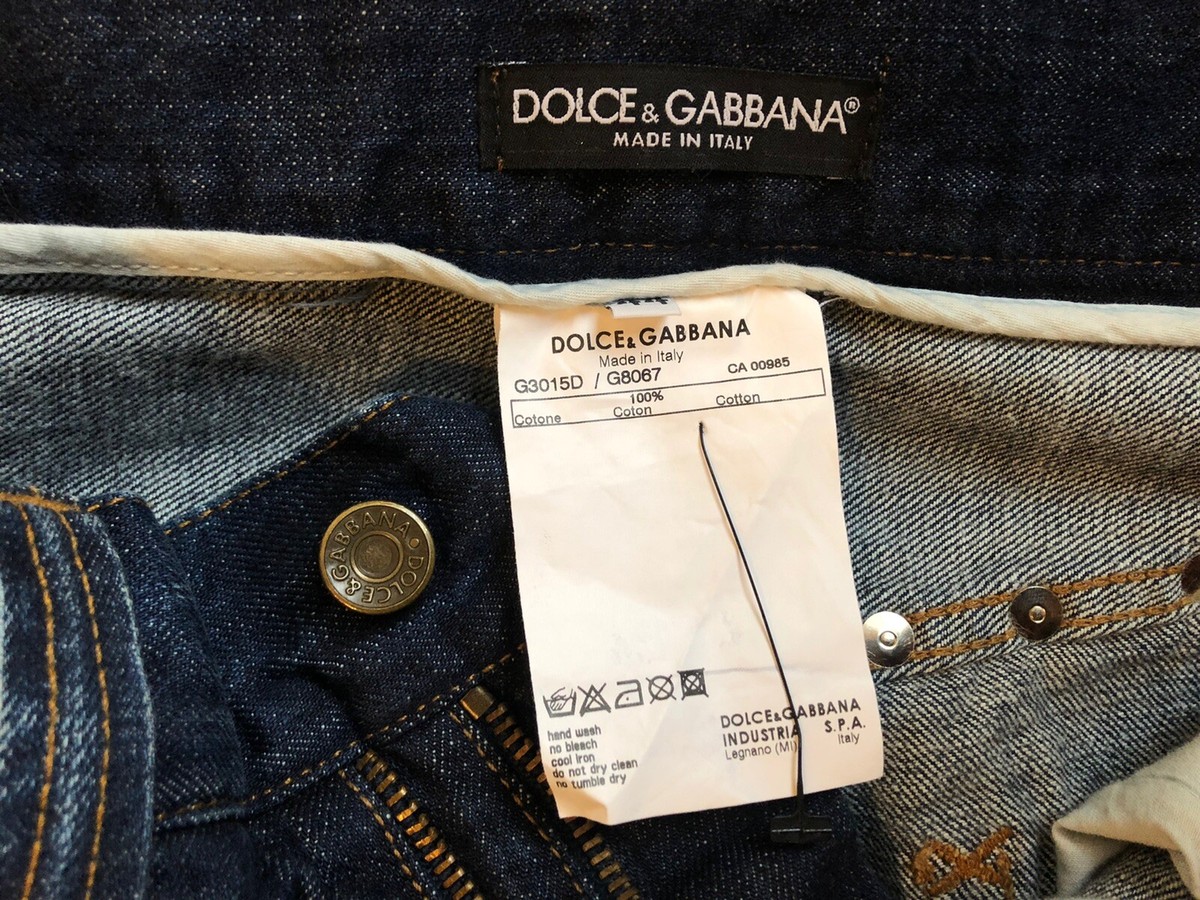 DOLCE & GABBANA®
MADE IN ITALY
DOLCE & GABBANA
Made in Italy
G3015D / G8067
CA 00985
100%
Cotone Coton Cotton
hand wash
no bleach
cool iron
do not dry clean
no tumble dry
DOLCE & GABBANA
INDUSTRIA S.P.A.
Legnano (MI) Italy
DOLCE & GABBANA